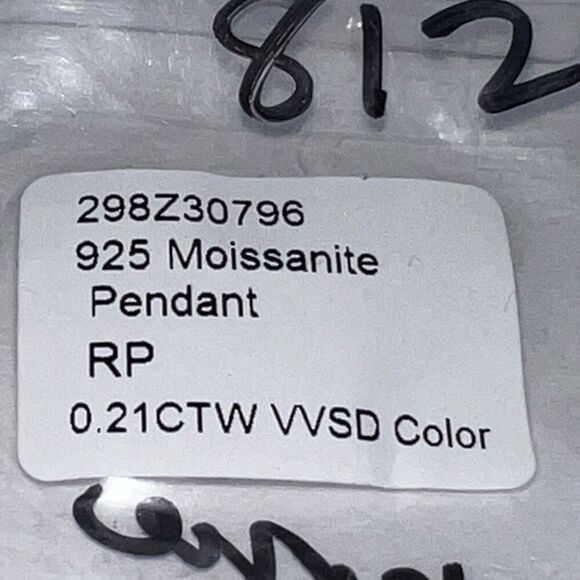 812
298Z30796
925 Moissanite
Pendant
RP
0.21CTW VVSD Color